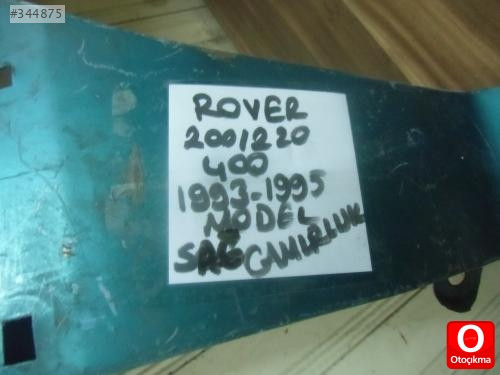 #344875
ROVER
200/220
400
1993-1995
MODEL
SAĞ ÇAMURLUK
O
Otoçıkma